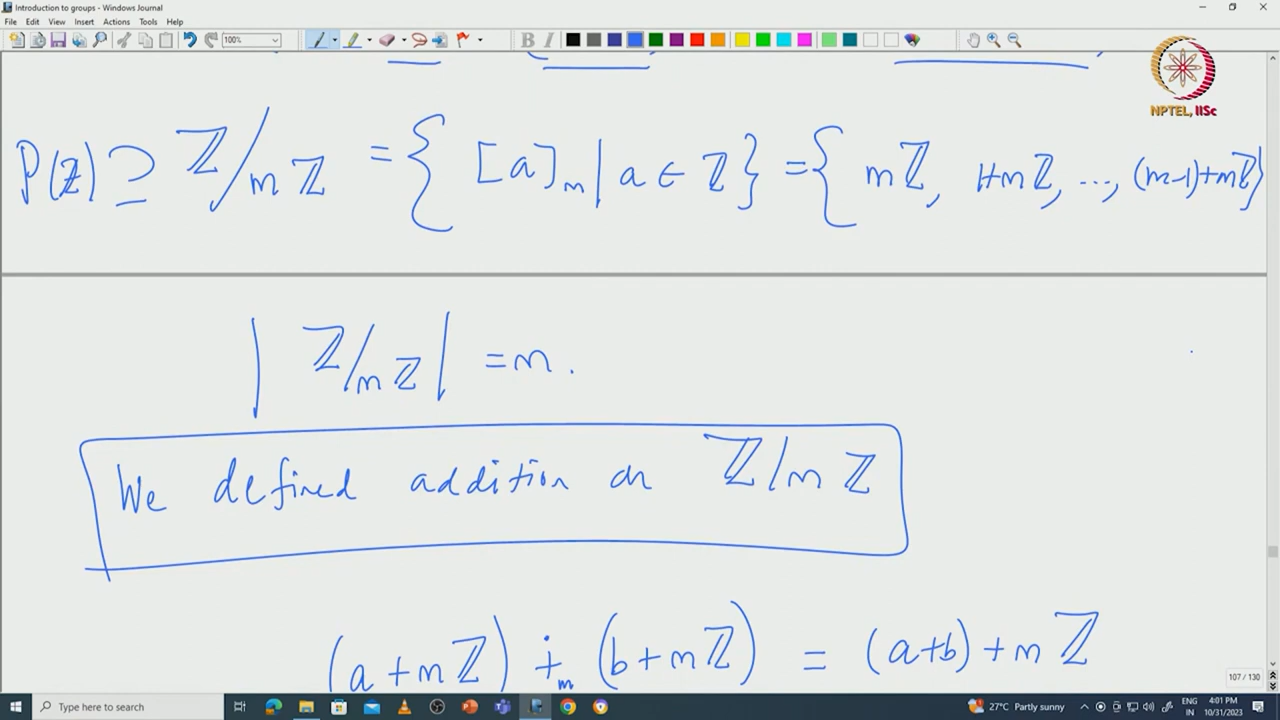 Introduction to groups - Windows Journal
File Edit View Insert Actions Tools Help
100%
B I
NPTEL, IISc
P(ℤ) ⊇ ℤ/mℤ = { [a]ₘ | a ∈ ℤ} = { mℤ, 1+mℤ, ..., (m-1)+mℤ}
| ℤ/mℤ | = m.
We defined addition on ℤ/mℤ
(a+mℤ) +ₘ (b+mℤ) = (a+b)+mℤ
107 / 130
Type here to search
27°C Partly sunny
ENG
IN
4:01 PM
10/31/2023